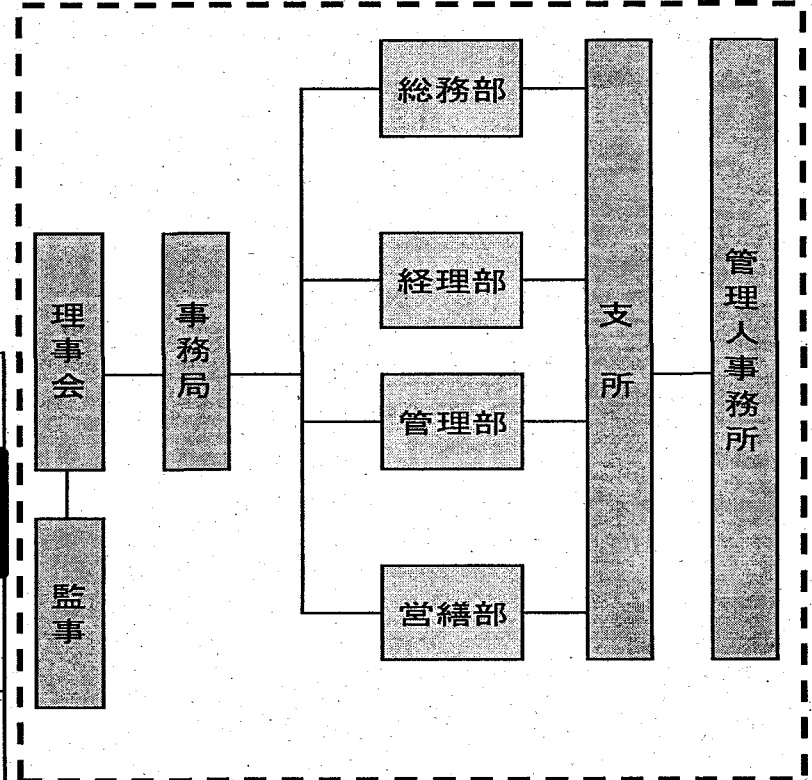 理事会
監事
事務局
総務部
経理部
管理部
営繕部
支所
管理人事務所